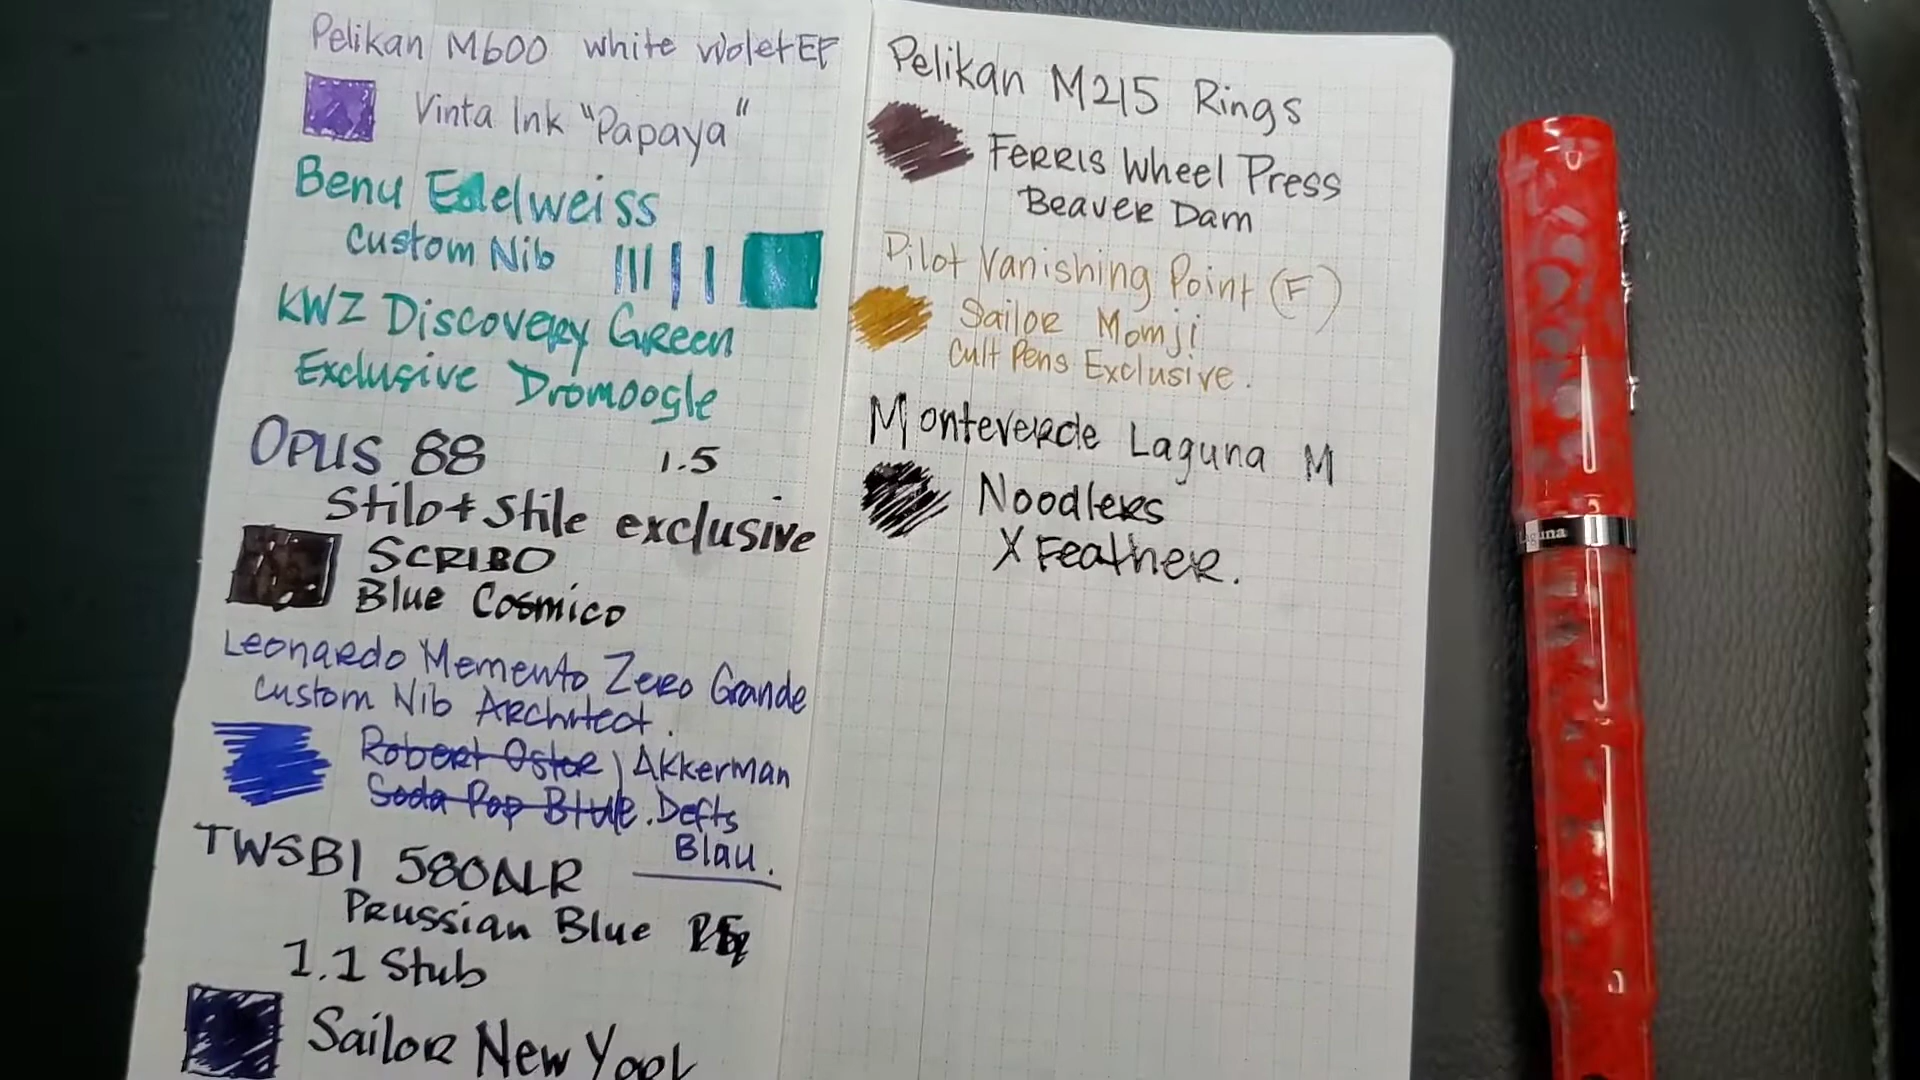 Pelikan M600 white violet EF
Vinta Ink "Papaya"
Benu Edelweiss
Custom Nib
KWZ Discovery Green
Exclusive Dromoogle
OPUS 88 1.5
Stilo + Stile exclusive
SCRIBO
Blue Cosmico
Leonardo Memento Zero Grande
Custom Nib Architect.
Robert Oster / Akkerman
Soda Pop Blue. Delfts
Blau.
TWSBI 580ALR
Prussian Blue
1.1 Stub
Sailor New York
Pelikan M215 Rings
FERRIS Wheel Press
Beaver Dam
Pilot Vanishing Point (F)
Sailor Momji
Cult Pens Exclusive.
Monteverde Laguna M
Noodlers
X Feather.
Laguna